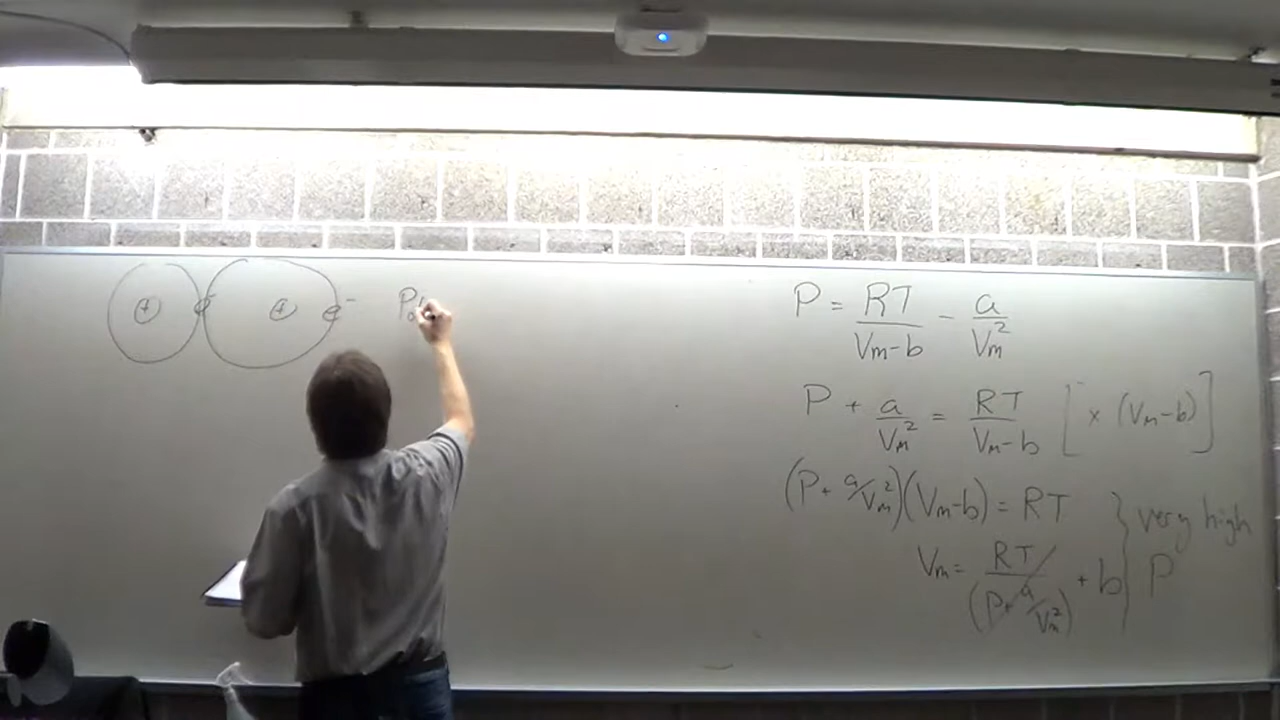 + e⁻ + e⁻ P
P = RT / (Vm - b) - a / Vm²
P + a / Vm² = RT / (Vm - b) [ × (Vm - b) ]
(P + a/Vm²)(Vm - b) = RT } very high P
Vm = RT / (P + a/Vm²) + b